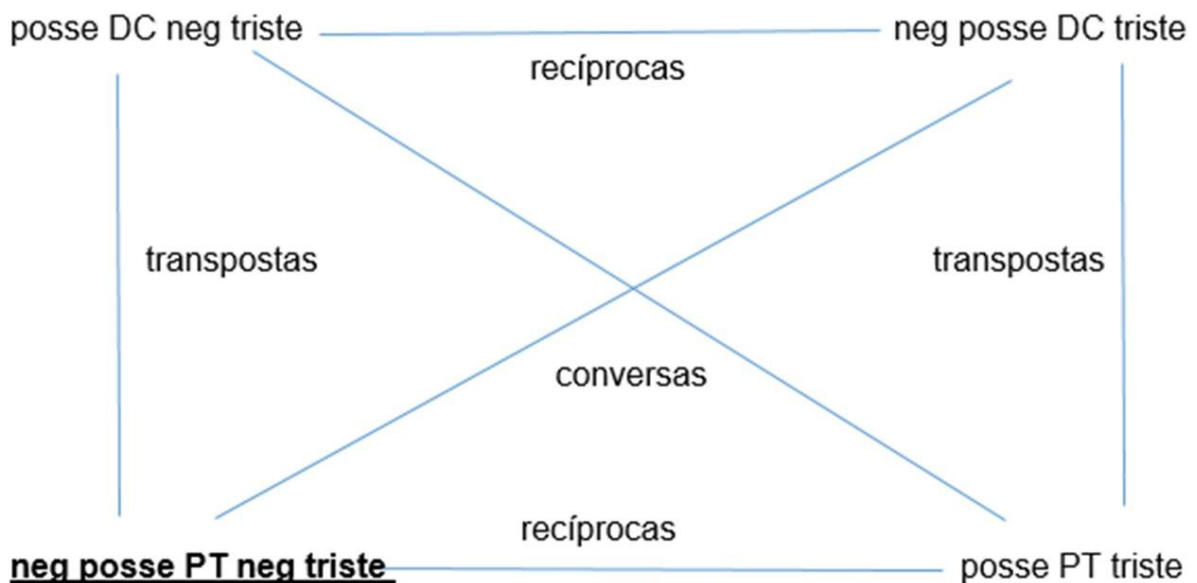 posse DC neg triste neg posse DC triste
recíprocas
transpostas transpostas
conversas
recíprocas
neg posse PT neg triste posse PT triste